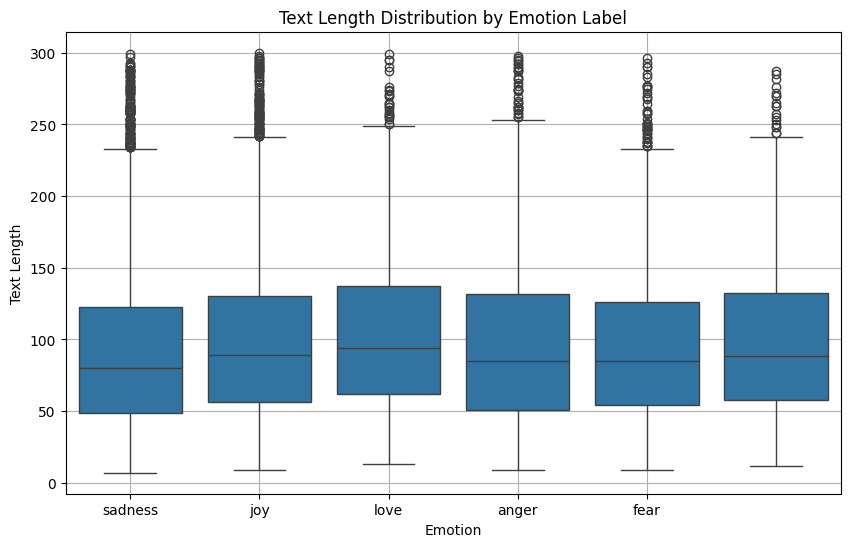 Text Length Distribution by Emotion Label
300
250
200
150
100
50
0
Text Length
sadness joy love anger fear
Emotion